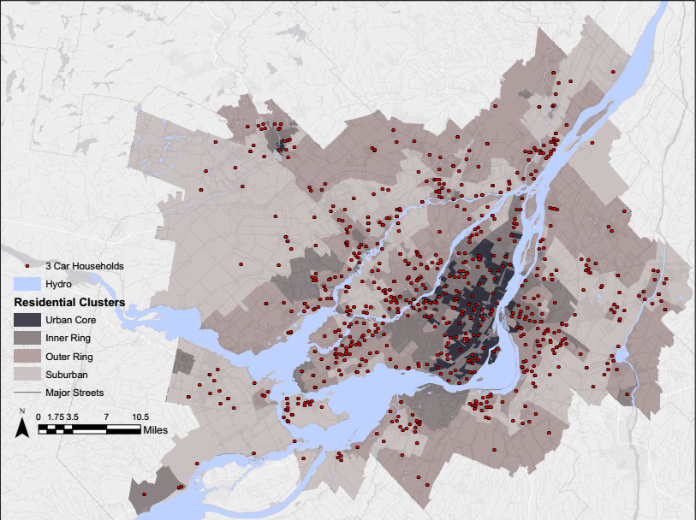 3 Car Households
Hydro
Residential Clusters
Urban Core
Inner Ring
Outer Ring
Suburban
Major Streets
N
0 1.75 3.5 7 10.5
Miles